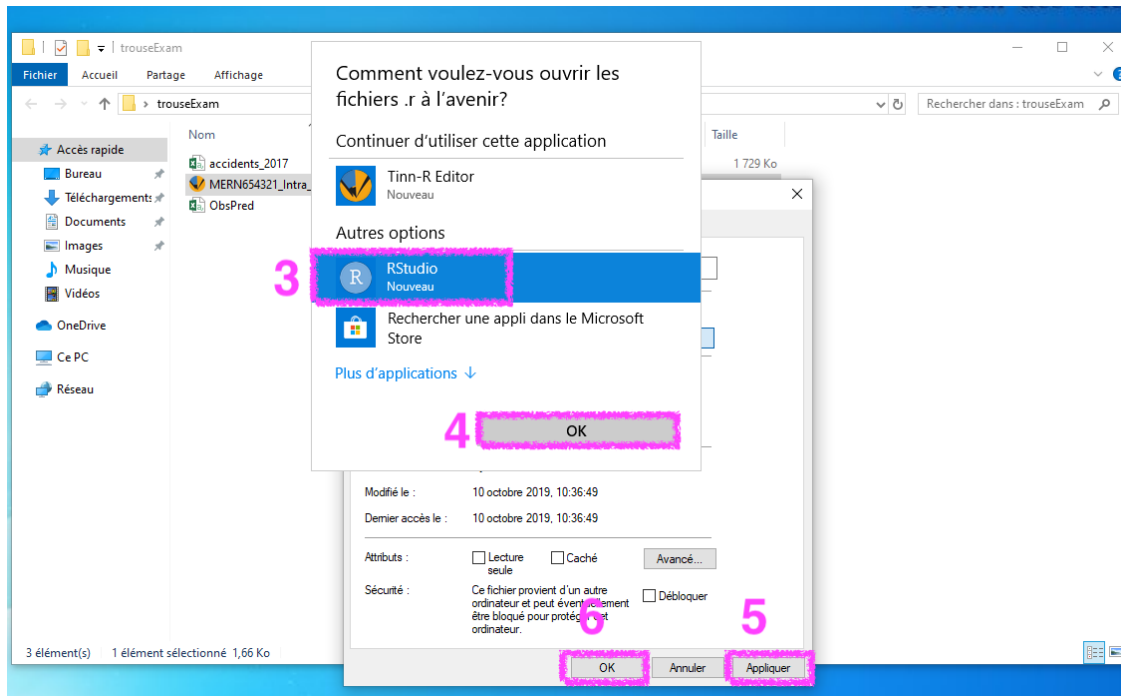 trouseExam
Fichier Accueil Partage Affichage
trouseExam
Rechercher dans : trouseExam
Nom
Taille
Accès rapide
Bureau
Téléchargements
Documents
Images
Musique
Vidéos
OneDrive
Ce PC
Réseau
accidents_2017
1 729 Ko
MERN654321_Intra_
ObsPred
Comment voulez-vous ouvrir les
fichiers .r à l'avenir?
Continuer d'utiliser cette application
Tinn-R Editor
Nouveau
Autres options
3
R
RStudio
Nouveau
Rechercher une appli dans le Microsoft
Store
Plus d'applications
4
OK
Modifié le : 10 octobre 2019, 10:36:49
Dernier accès le : 10 octobre 2019, 10:36:49
Attributs : Lecture
seule
Caché
Avancé...
Sécurité : Ce fichier provient d'un autre
ordinateur et peut éventuellement
être bloqué pour protéger cet
ordinateur.
Débloquer
6
5
OK Annuler Appliquer
3 élément(s) 1 élément sélectionné 1,66 Ko